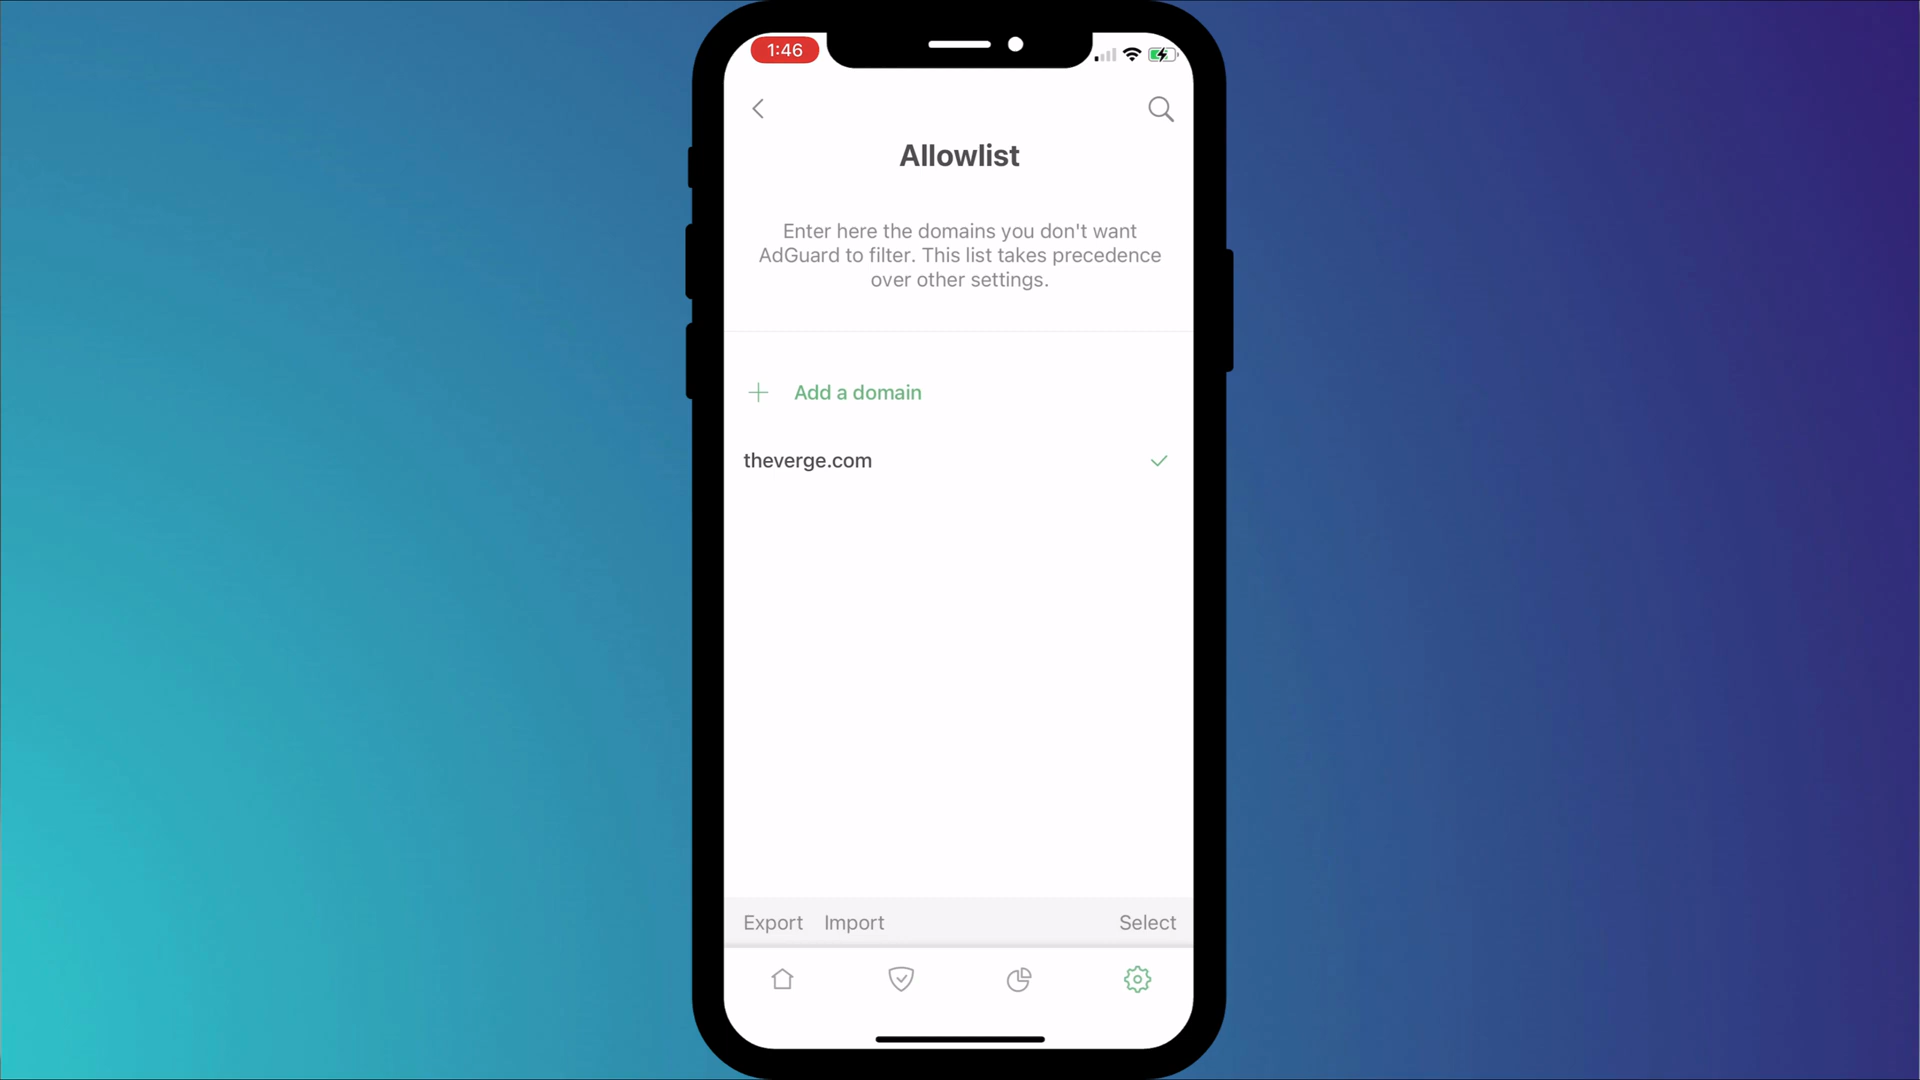 1:46
Allowlist
Enter here the domains you don't want
AdGuard to filter. This list takes precedence
over other settings.
Add a domain
theverge.com
Export Import Select